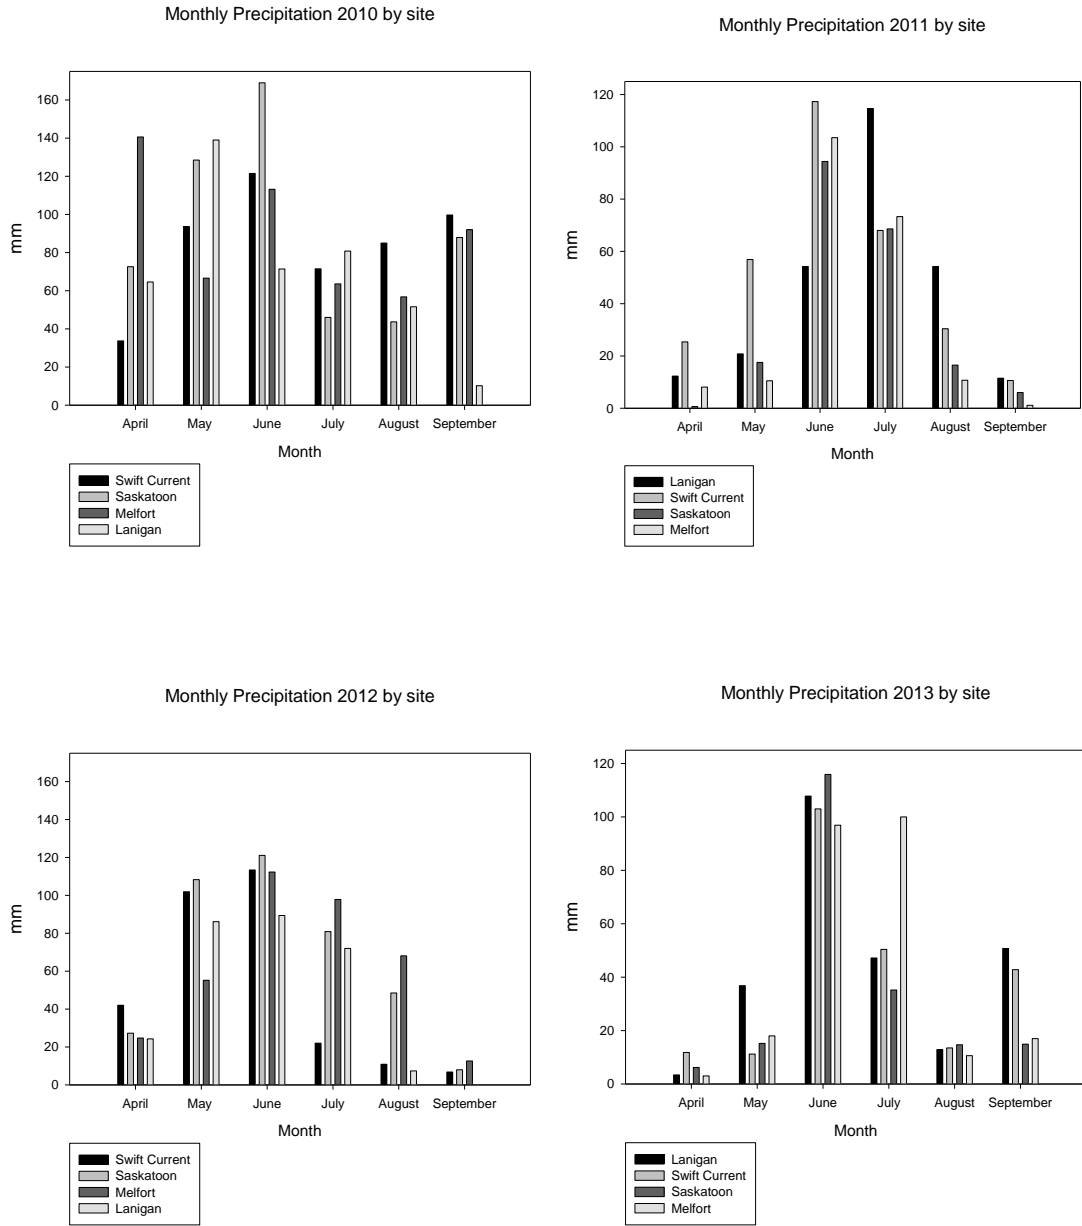 Monthly Precipitation 2010 by site
mm
160
140
120
100
80
60
40
20
0
April May June July August September
Month
Swift Current
Saskatoon
Melfort
Lanigan
Monthly Precipitation 2011 by site
mm
120
100
80
60
40
20
0
April May June July August September
Month
Lanigan
Swift Current
Saskatoon
Melfort
Monthly Precipitation 2012 by site
mm
160
140
120
100
80
60
40
20
0
April May June July August September
Month
Swift Current
Saskatoon
Melfort
Lanigan
Monthly Precipitation 2013 by site
mm
120
100
80
60
40
20
0
April May June July August September
Month
Lanigan
Swift Current
Saskatoon
Melfort